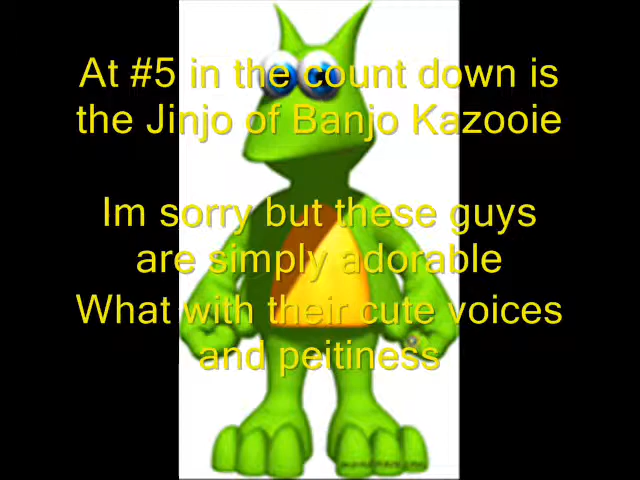 At #5 in the count down is
the Jinjo of Banjo Kazooie
Im sorry but these guys
are simply adorable
What with their cute voices
and peitiness